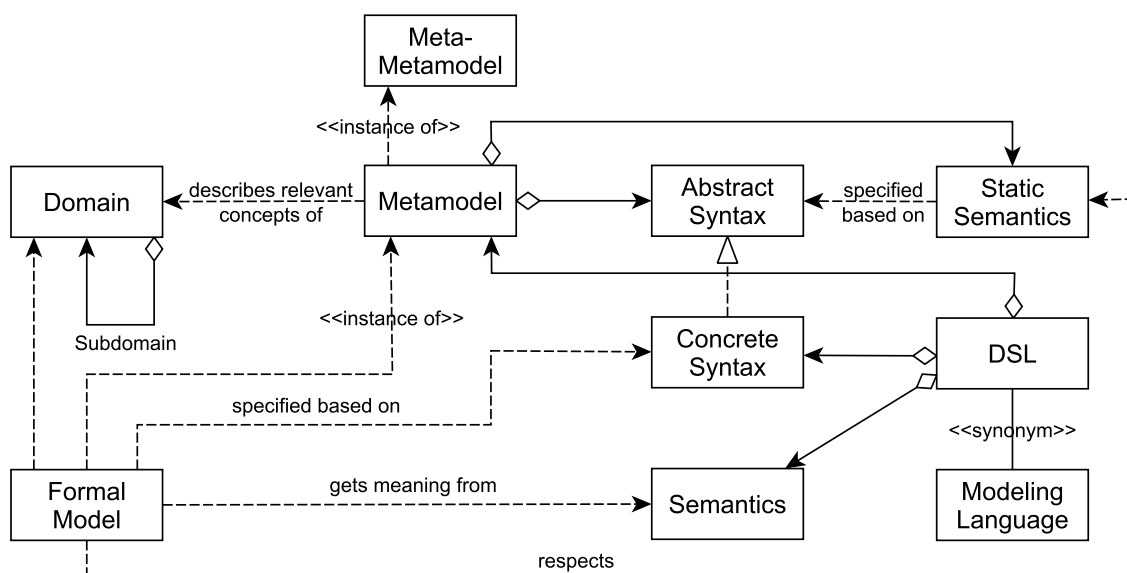 Meta-
Metamodel
<<instance of>>
Domain
describes relevant
concepts of
Metamodel
Abstract
Syntax
specified
based on
Static
Semantics
Subdomain
<<instance of>>
Concrete
Syntax
DSL
specified based on
<<synonym>>
Formal
Model
gets meaning from
Semantics
Modeling
Language
respects